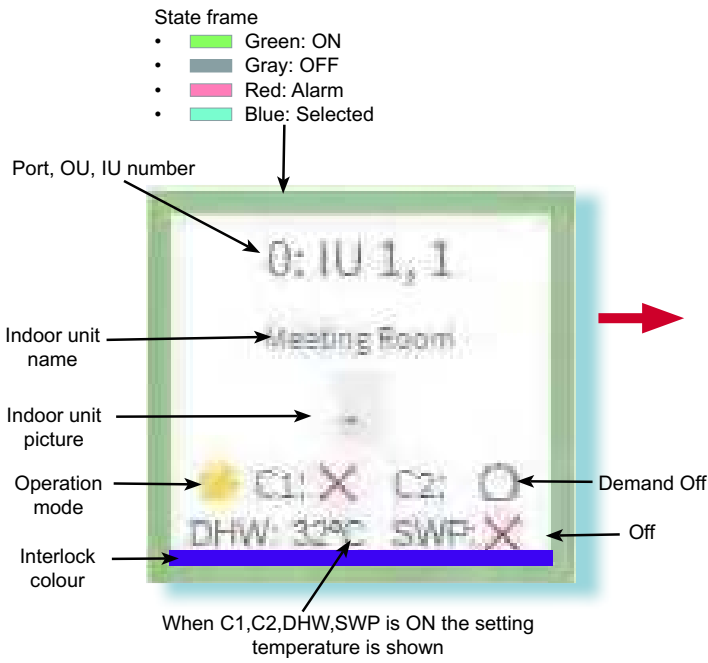 State frame
• Green: ON
• Gray: OFF
• Red: Alarm
• Blue: Selected
Port, OU, IU number
0: IU 1, 1
Indoor unit
name
Meeting Room
Indoor unit
picture
Operation
mode
C1: X C2: O
Demand Off
DHW: 32ºC SWP: X
Off
Interlock
colour
When C1,C2,DHW,SWP is ON the setting
temperature is shown